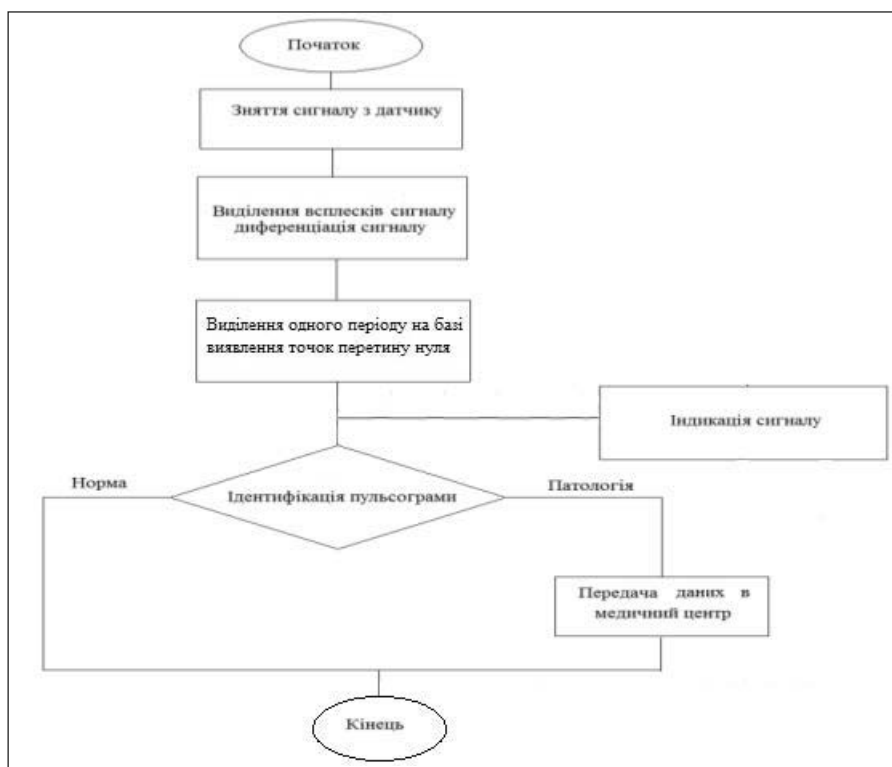 Початок
Зняття сигналу з датчику
Виділення всплесків сигналу
диференціація сигналу
Виділення одного періоду на базі
виявлення точок перетину нуля
Індикація сигналу
Норма
Ідентифікація пульсограми
Патологія
Передача даних в
медичний центр
Кінець